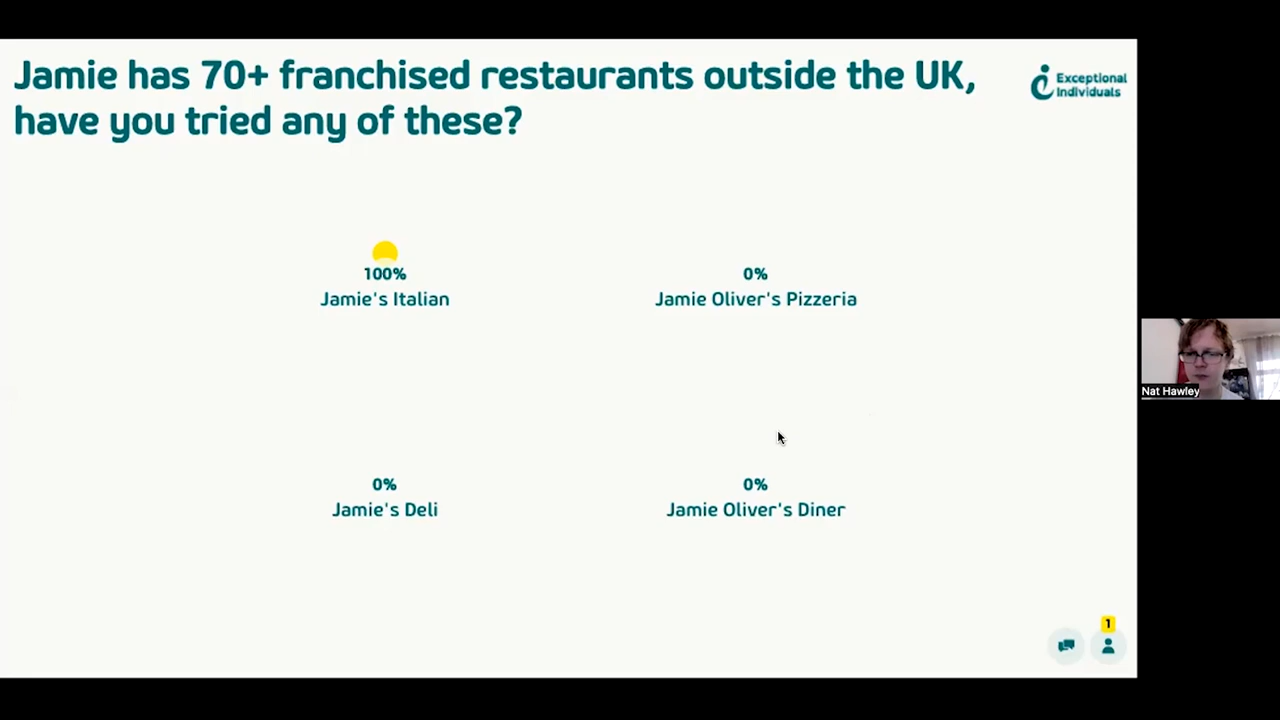 Jamie has 70+ franchised restaurants outside the UK,
have you tried any of these?
Exceptional
Individuals
100%
Jamie's Italian
0%
Jamie Oliver's Pizzeria
0%
Jamie's Deli
0%
Jamie Oliver's Diner
Nat Hawley
1